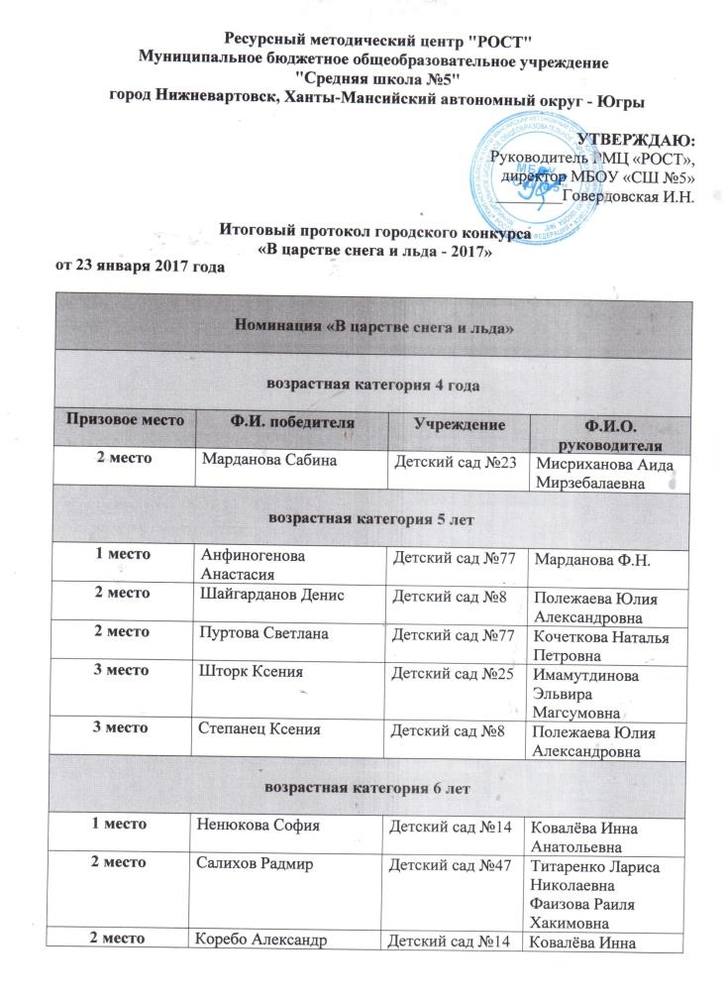 Ресурсный методический центр "РОСТ"
Муниципальное бюджетное общеобразовательное учреждение
"Средняя школа №5"
город Нижневартовск, Ханты-Мансийский автономный округ - Югры
УТВЕРЖДАЮ:
Руководитель РМЦ «РОСТ»,
директор МБОУ «СШ №5»
________Говердовская И.Н.
Итоговый протокол городского конкурса
«В царстве снега и льда - 2017»
от 23 января 2017 года
Номинация «В царстве снега и льда»
возрастная категория 4 года
Призовое место Ф.И. победителя Учреждение Ф.И.О.
руководителя
2 место Марданова Сабина Детский сад №23 Мисриханова Аида
Мирзебалаевна
возрастная категория 5 лет
1 место Анфиногенова Детский сад №77 Марданова Ф.Н.
Анастасия
2 место Шайгарданов Денис Детский сад №8 Полежаева Юлия
Александровна
2 место Пуртова Светлана Детский сад №77 Кочеткова Наталья
Петровна
3 место Шторк Ксения Детский сад №25 Имамутдинова
Эльвира
Магсумовна
3 место Степанец Ксения Детский сад №8 Полежаева Юлия
Александровна
возрастная категория 6 лет
1 место Ненюкова София Детский сад №14 Ковалёва Инна
Анатольевна
2 место Салихов Радмир Детский сад №47 Титаренко Лариса
Николаевна
Фаизова Раиля
Хакимовна
2 место Коребо Александр Детский сад №14 Ковалёва Инна